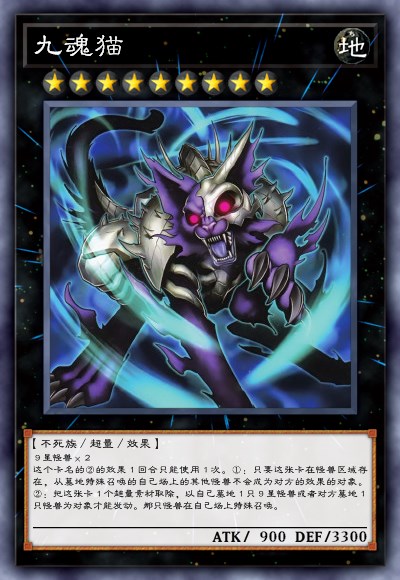 九魂猫
地
【不死族／超量／效果】
９星怪兽×２
这个卡名的②的效果１回合只能使用１次。①：只要这张卡在怪兽区域存
在，从墓地特殊召唤的自己场上的其他怪兽不会成为对方的效果的对象。
②：把这张卡１个超量素材取除，以自己墓地１只９星怪兽或者对方墓地１
只怪兽为对象才能发动。那只怪兽在自己场上特殊召唤。
ATK/ 900 DEF/3300